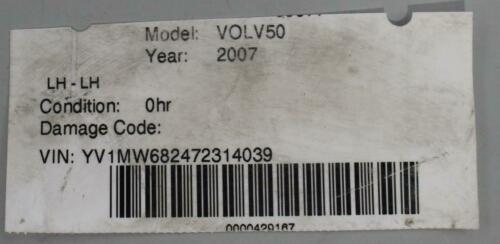 Model: VOLV50
Year: 2007
LH - LH
Condition: 0hr
Damage Code:
VIN: YV1MW682472314039
0000429167